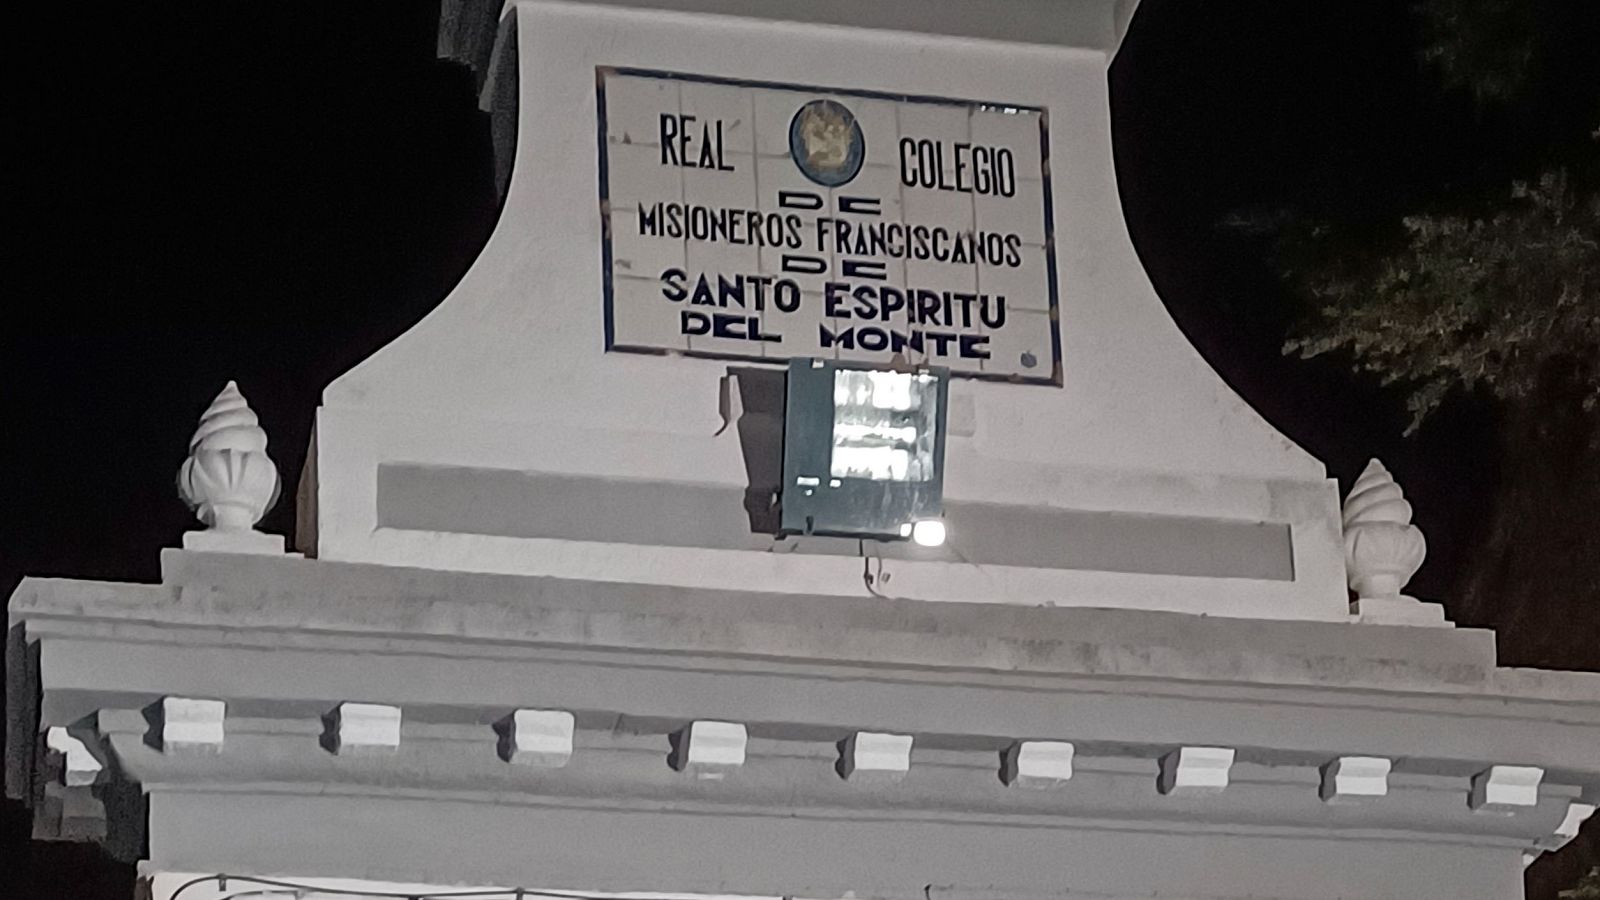 REAL COLEGIO
DE
MISIONEROS FRANCISCANOS
DE
SANTO ESPIRITU
DEL MONTE